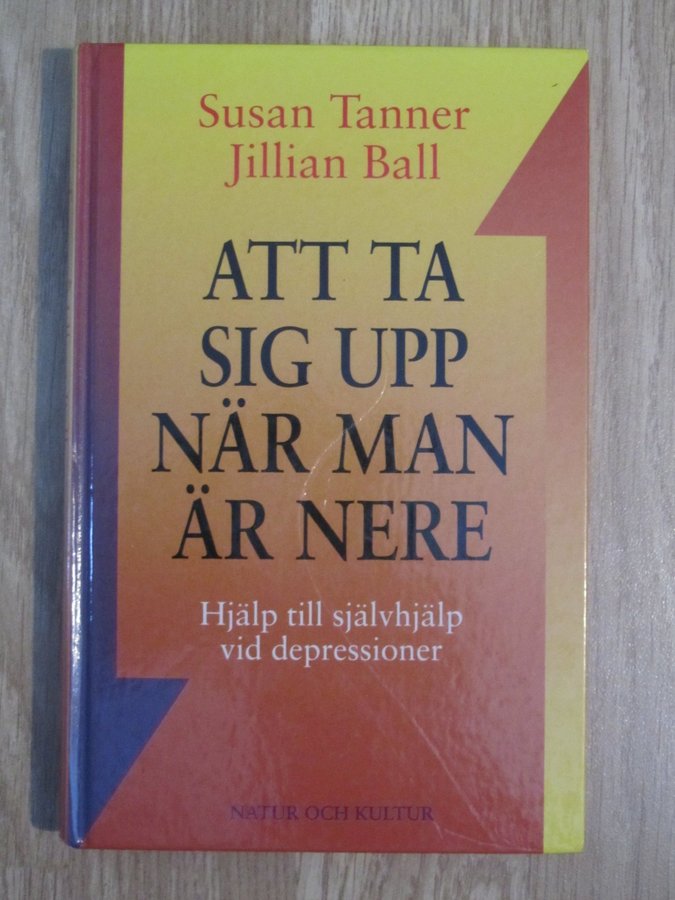 Susan Tanner
Jillian Ball
ATT TA
SIG UPP
NÄR MAN
ÄR NERE
Hjälp till självhjälp
vid depressioner
NATUR OCH KULTUR